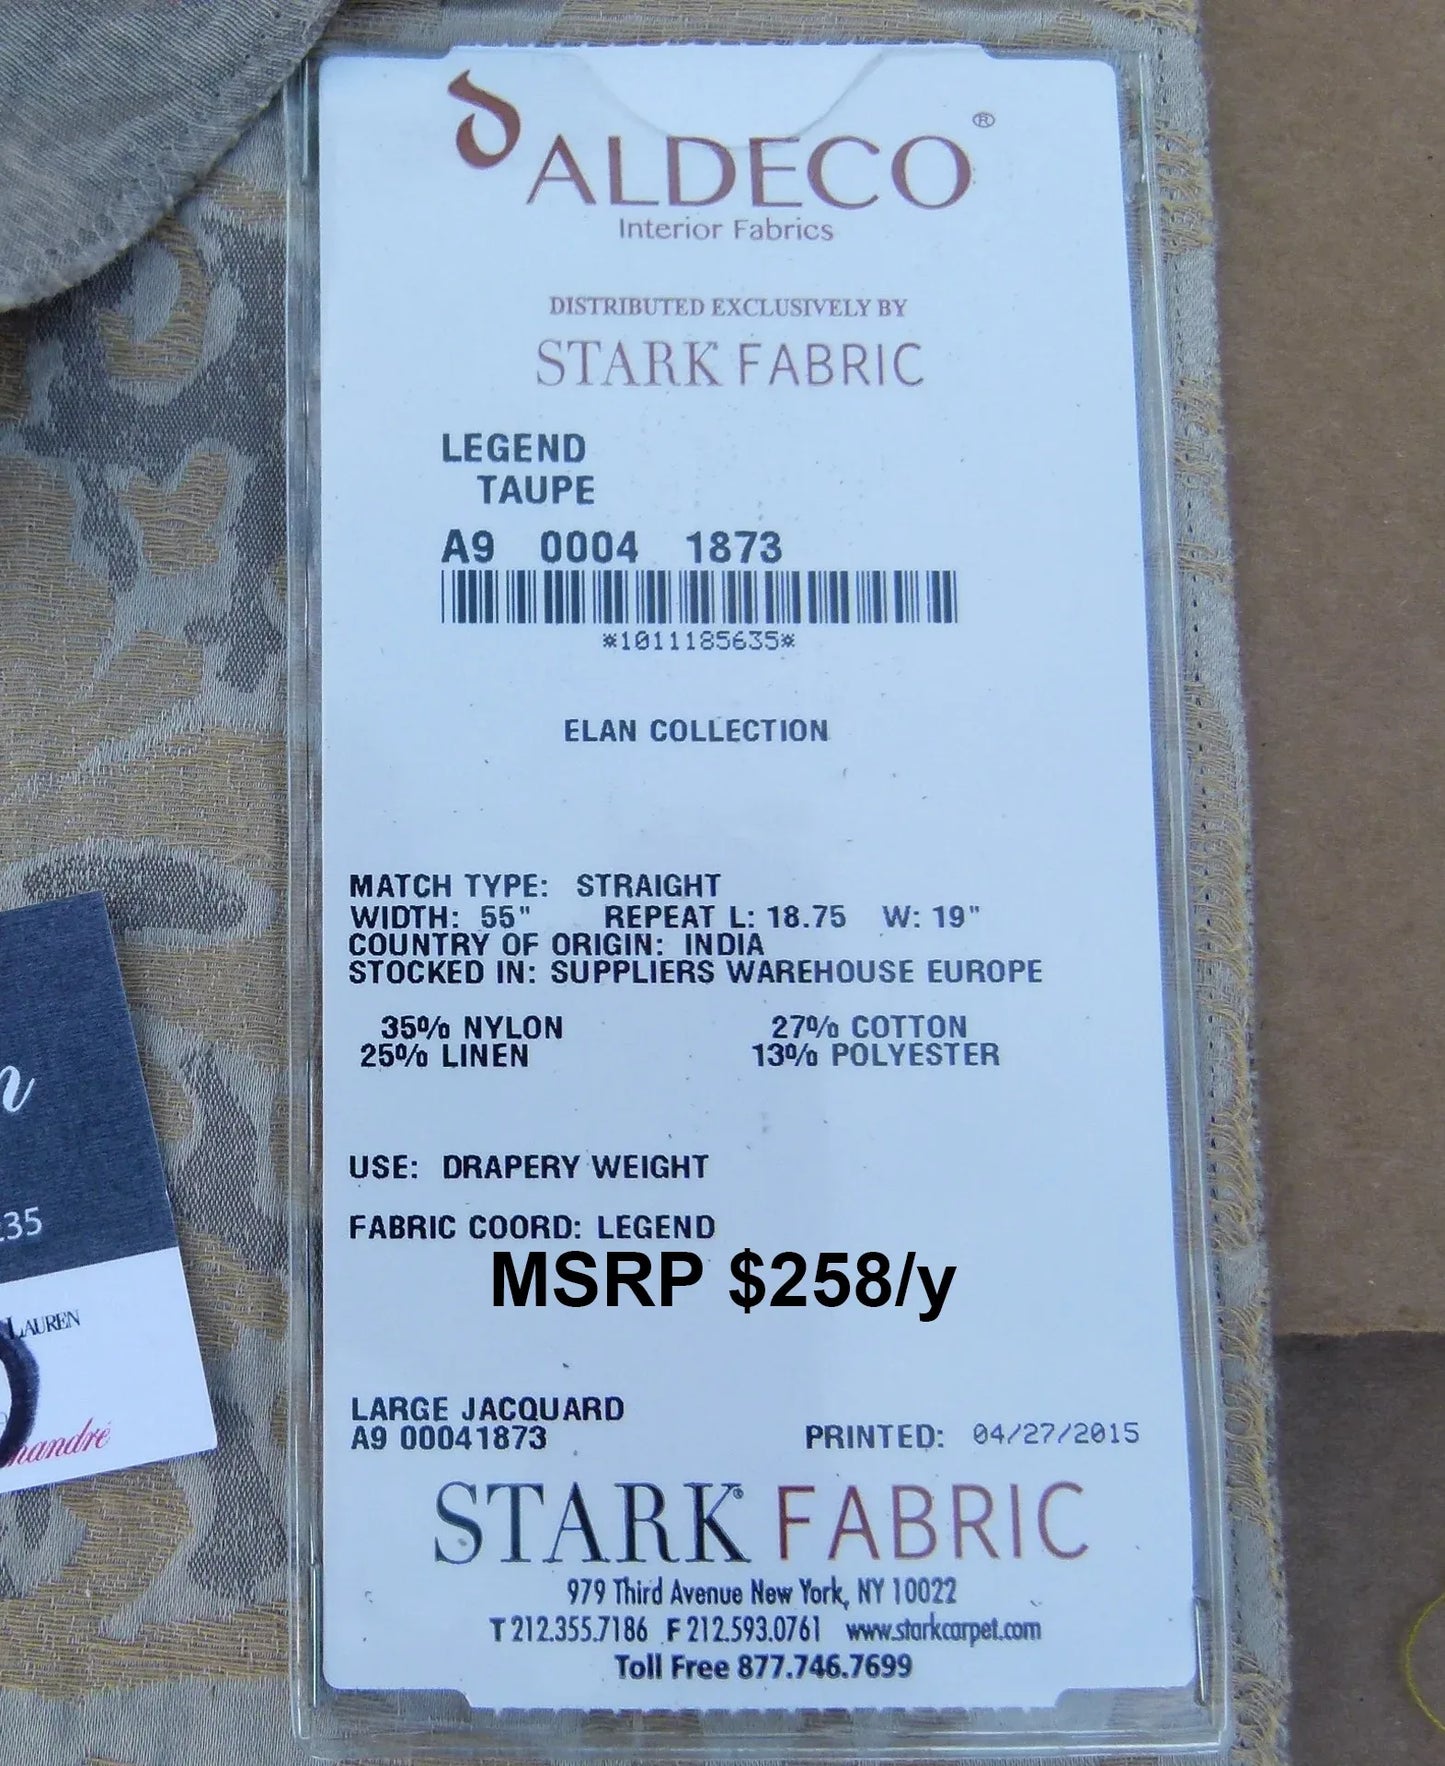 ALDECO ®
Interior Fabrics
DISTRIBUTED EXCLUSIVELY BY
STARK FABRIC
LEGEND
TAUPE
A9 0004 1873
*1011185635*
ELAN COLLECTION
MATCH TYPE: STRAIGHT
WIDTH: 55" REPEAT L: 18.75 W: 19"
COUNTRY OF ORIGIN: INDIA
STOCKED IN: SUPPLIERS WAREHOUSE EUROPE
35% NYLON 27% COTTON
25% LINEN 13% POLYESTER
USE: DRAPERY WEIGHT
FABRIC COORD: LEGEND
MSRP $258/y
LARGE JACQUARD
A9 00041873 PRINTED: 04/27/2015
STARK® FABRIC
979 Third Avenue New York, NY 10022
T 212.355.7186 F 212.593.0761 www.starkcarpet.com
Toll Free 877.746.7699
LAUREN